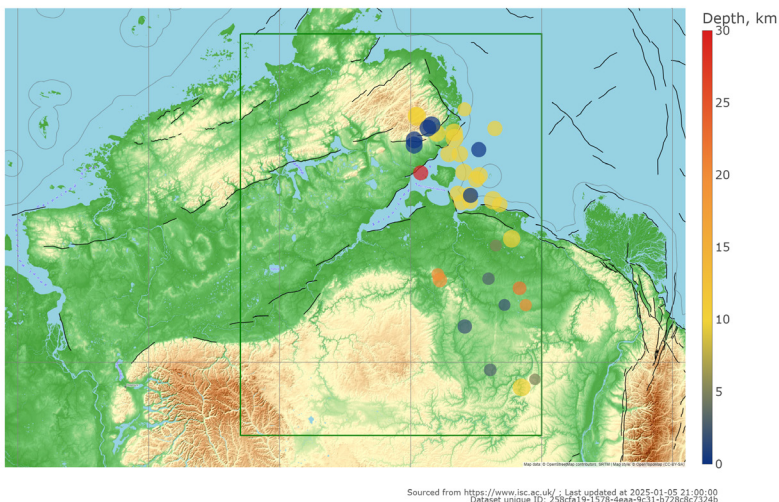 Depth, km
30
25
20
15
10
5
0
Map data: © OpenStreetMap contributors, SRTM | Map style: © OpenTopoMap (CC-BY-SA)
Sourced from https://www.isc.ac.uk/ ; Last updated at 2025-01-05 21:00:00
Dataset unique ID: 258cfa19-1578-4eaa-9c31-b728c8c7324b